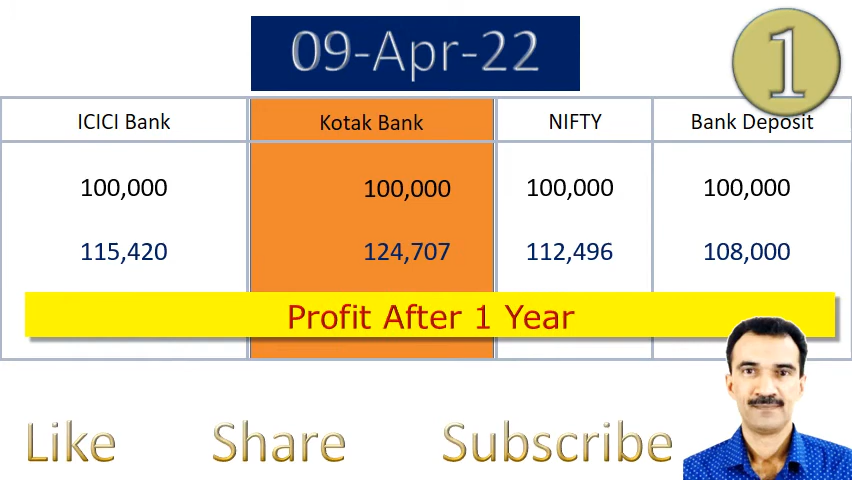 09-Apr-22
1
ICICI Bank Kotak Bank NIFTY Bank Deposit
100,000 100,000 100,000 100,000
115,420 124,707 112,496 108,000
Profit After 1 Year
Like Share Subscribe